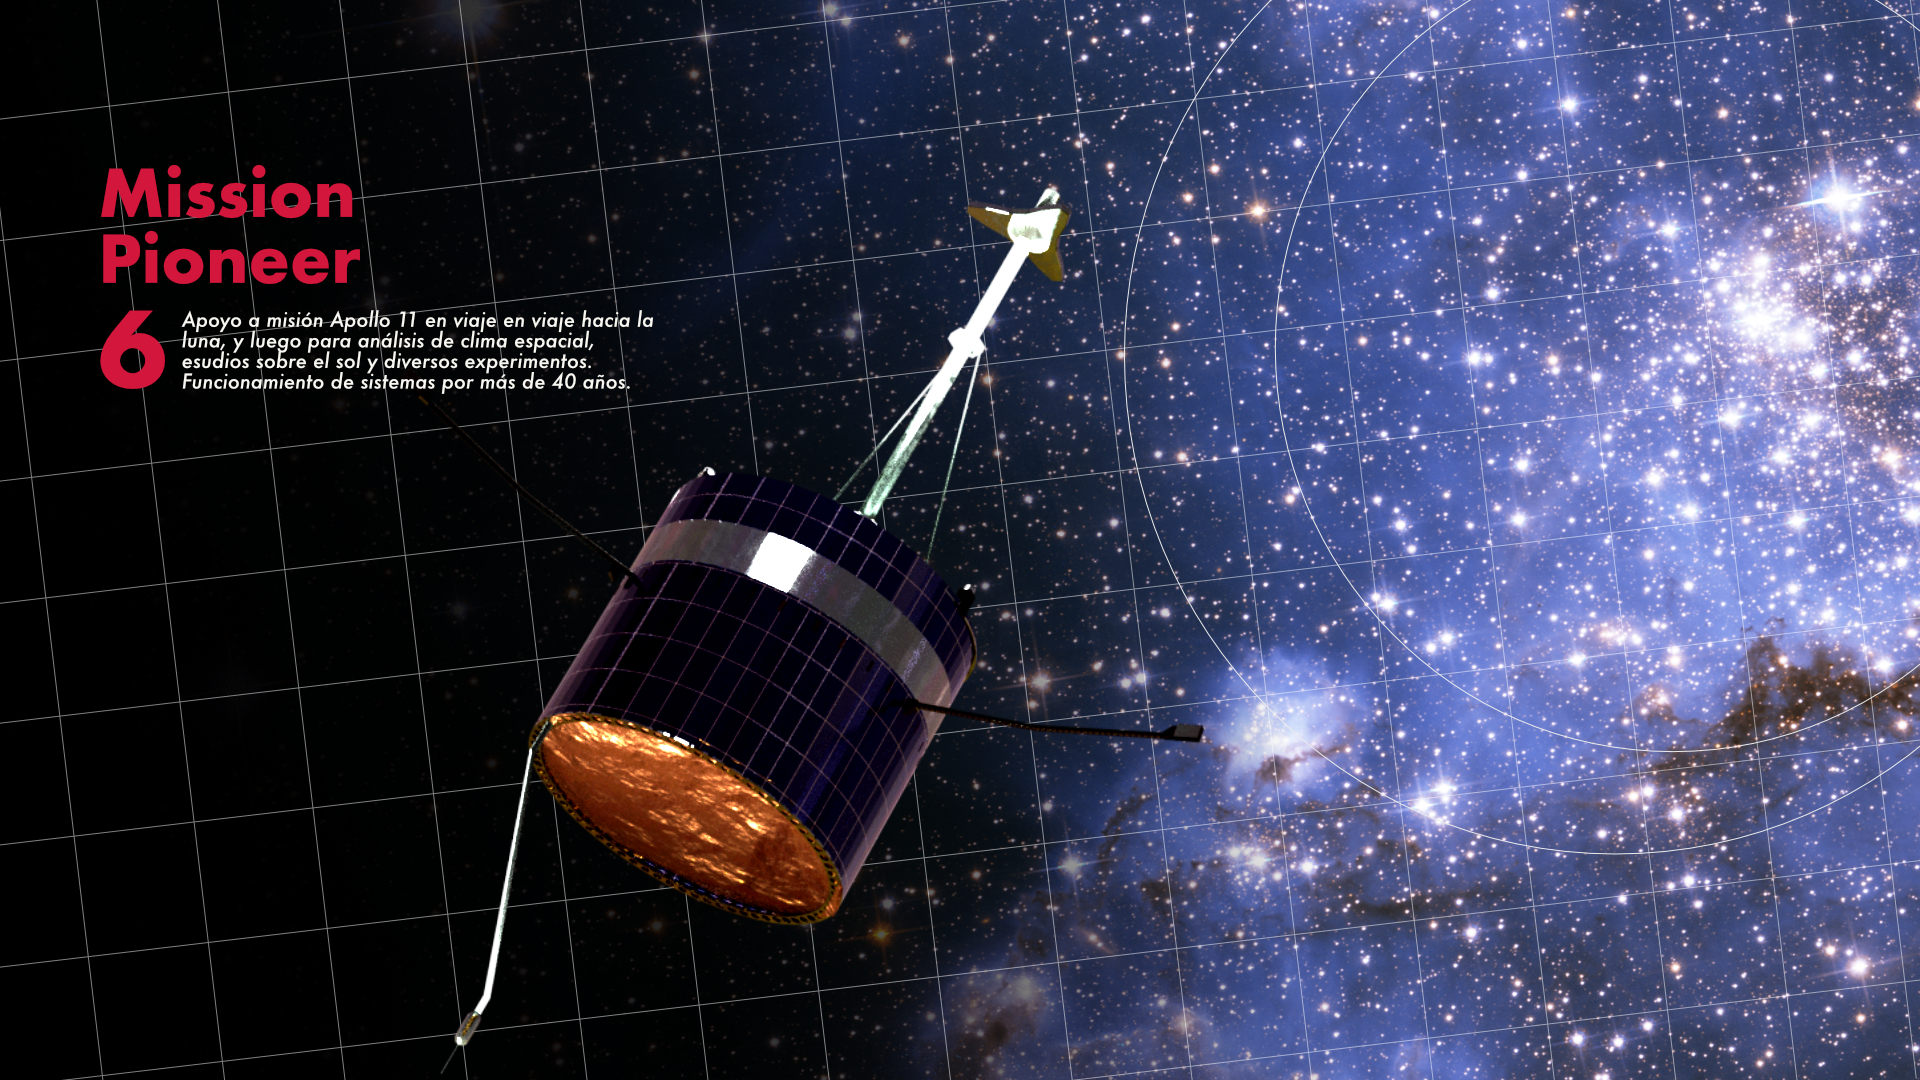 Mission
Pioneer
6
Apoyo a misión Apollo 11 en viaje en viaje hacia la
luna, y luego para análisis de clima espacial,
esudios sobre el sol y diversos experimentos.
Funcionamiento de sistemas por más de 40 años.